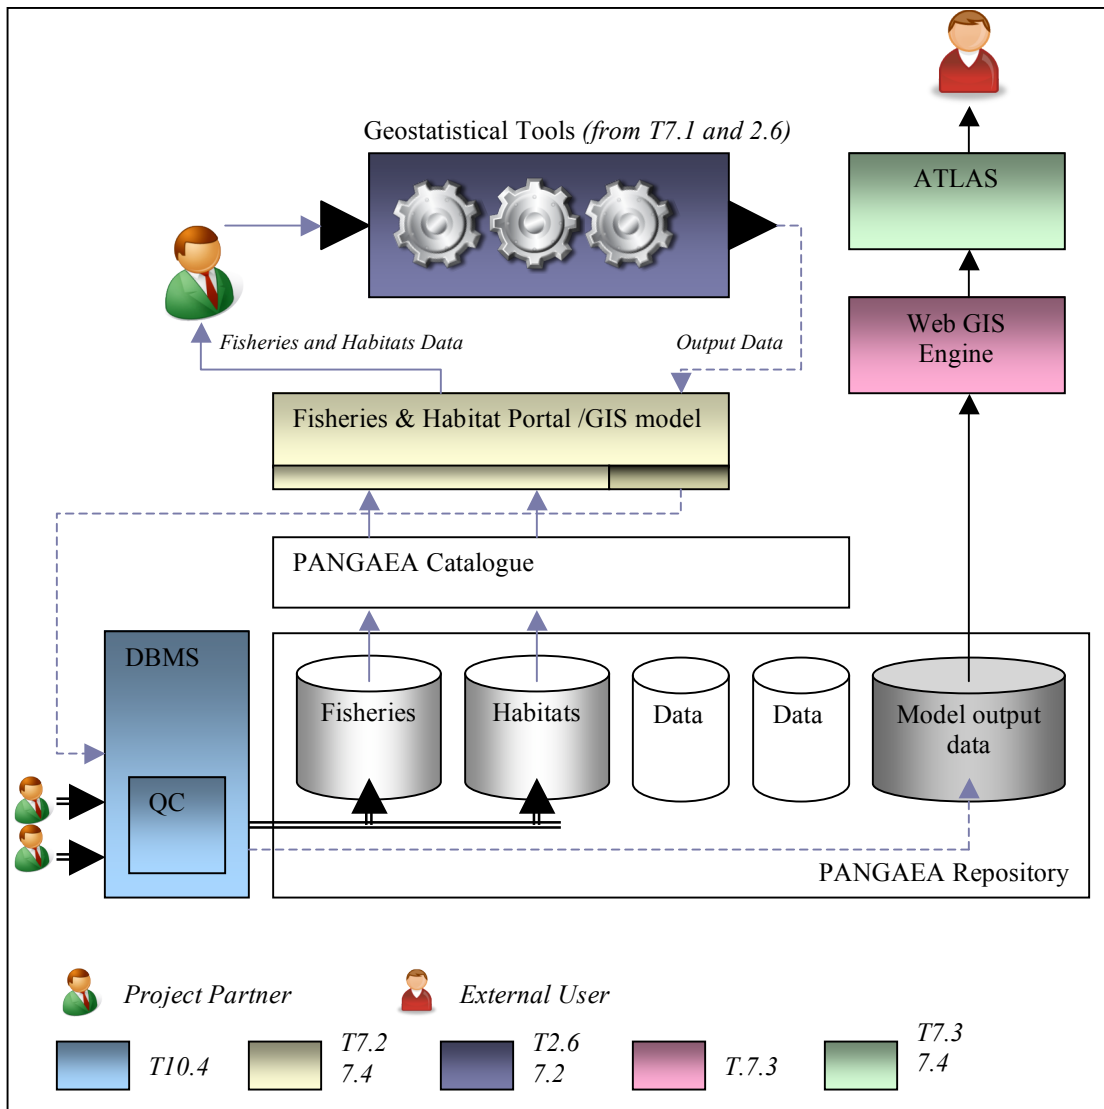 Geostatistical Tools (from T7.1 and 2.6)
ATLAS
Web GIS
Engine
Fisheries and Habitats Data
Output Data
Fisheries & Habitat Portal /GIS model
PANGAEA Catalogue
DBMS
QC
Fisheries
Habitats
Data
Data
Model output
data
PANGAEA Repository
Project Partner
External User
T10.4
T7.2
7.4
T2.6
7.2
T.7.3
T7.3
7.4